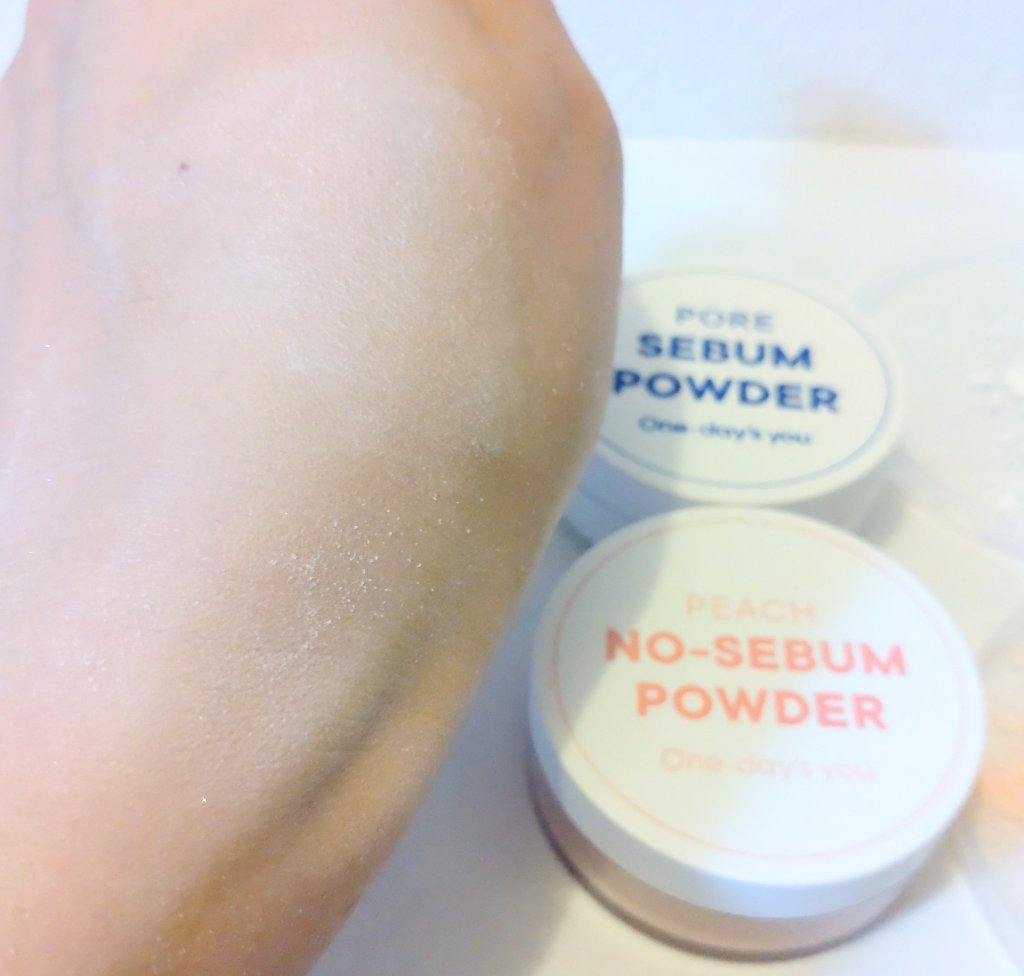 PORE
SEBUM
POWDER
One-day's you
PEACH
NO-SEBUM
POWDER
One-day's you